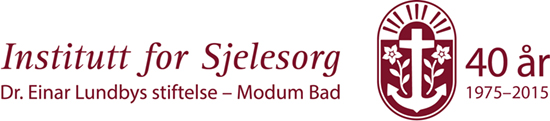 Institutt for Sjelesorg
Dr. Einar Lundbys stiftelse – Modum Bad
40 år
1975–2015